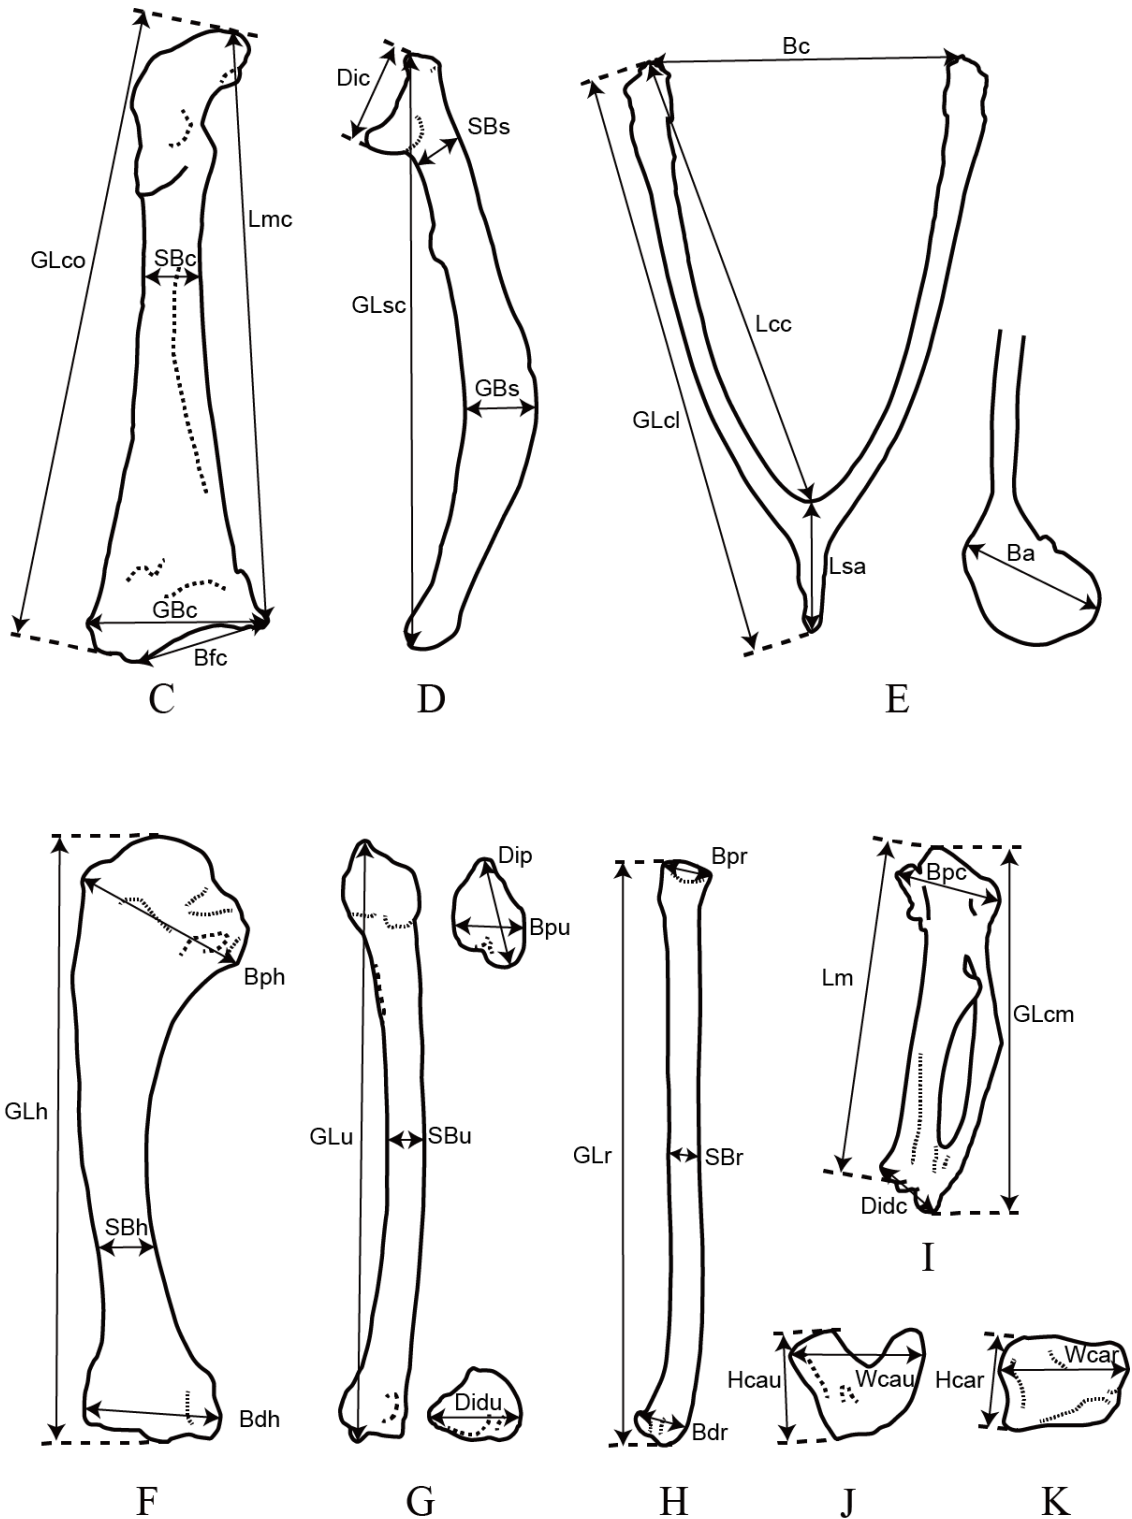 Bc
Dic
SBs
Lmc
GLco
SBc
GLsc
Lcc
GBs
GLcl
Ba
Lsa
GBc
Bfc
C
D
E
Dip
Bpr
Bpc
Bpu
Bph
Lm
GLcm
GLh
GLu
SBu
GLr
SBr
Didc
SBh
I
Wcar
Hcau
Wcau
Hcar
Didu
Bdh
Bdr
F
G
H
J
K